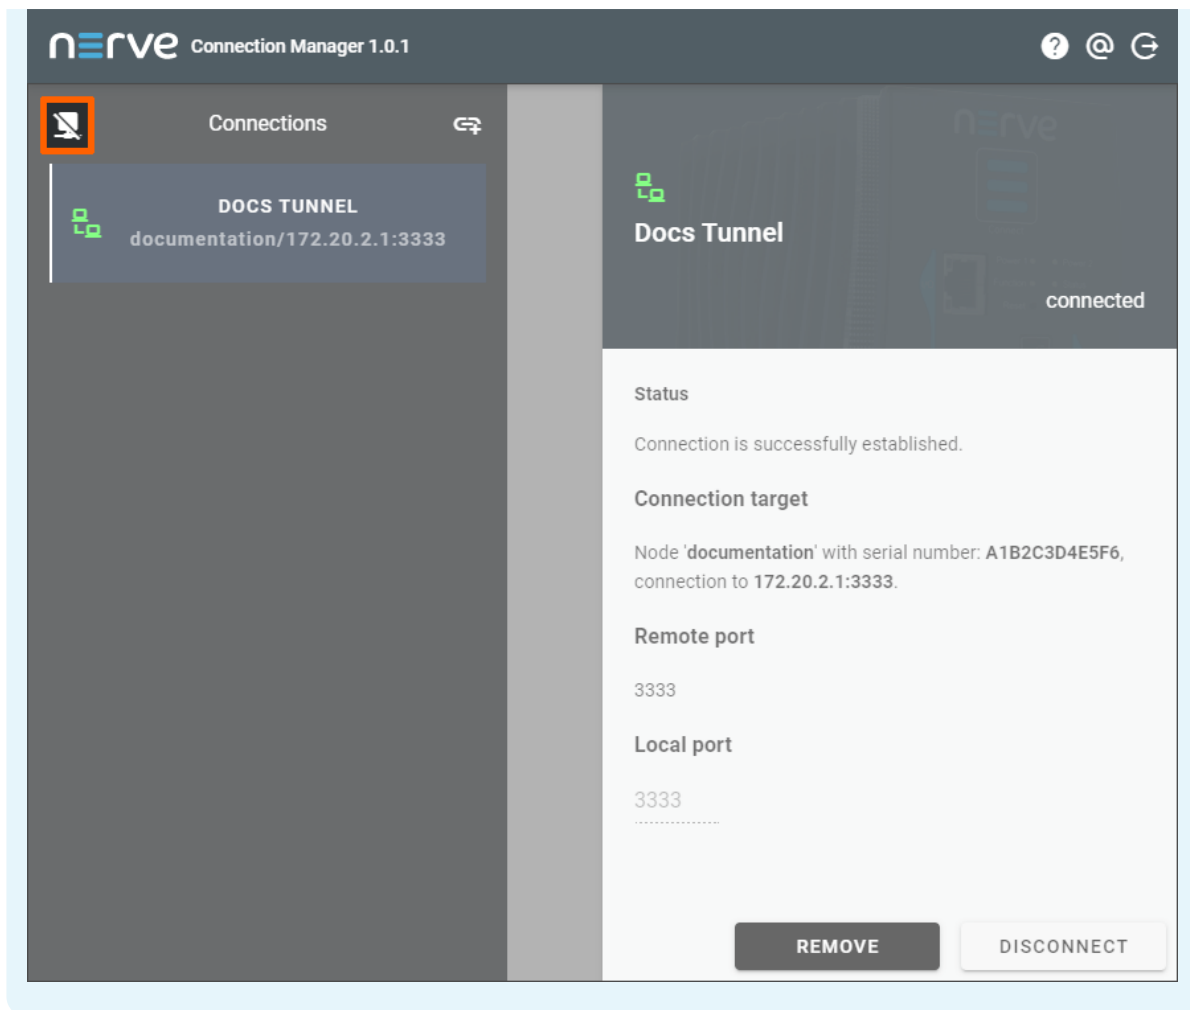 nerve Connection Manager 1.0.1
Connections
DOCS TUNNEL
documentation/172.20.2.1:3333
nerve
Docs Tunnel
connected
Status
Connection is successfully established.
Connection target
Node 'documentation' with serial number: A1B2C3D4E5F6,
connection to 172.20.2.1:3333.
Remote port
3333
Local port
3333
REMOVE DISCONNECT